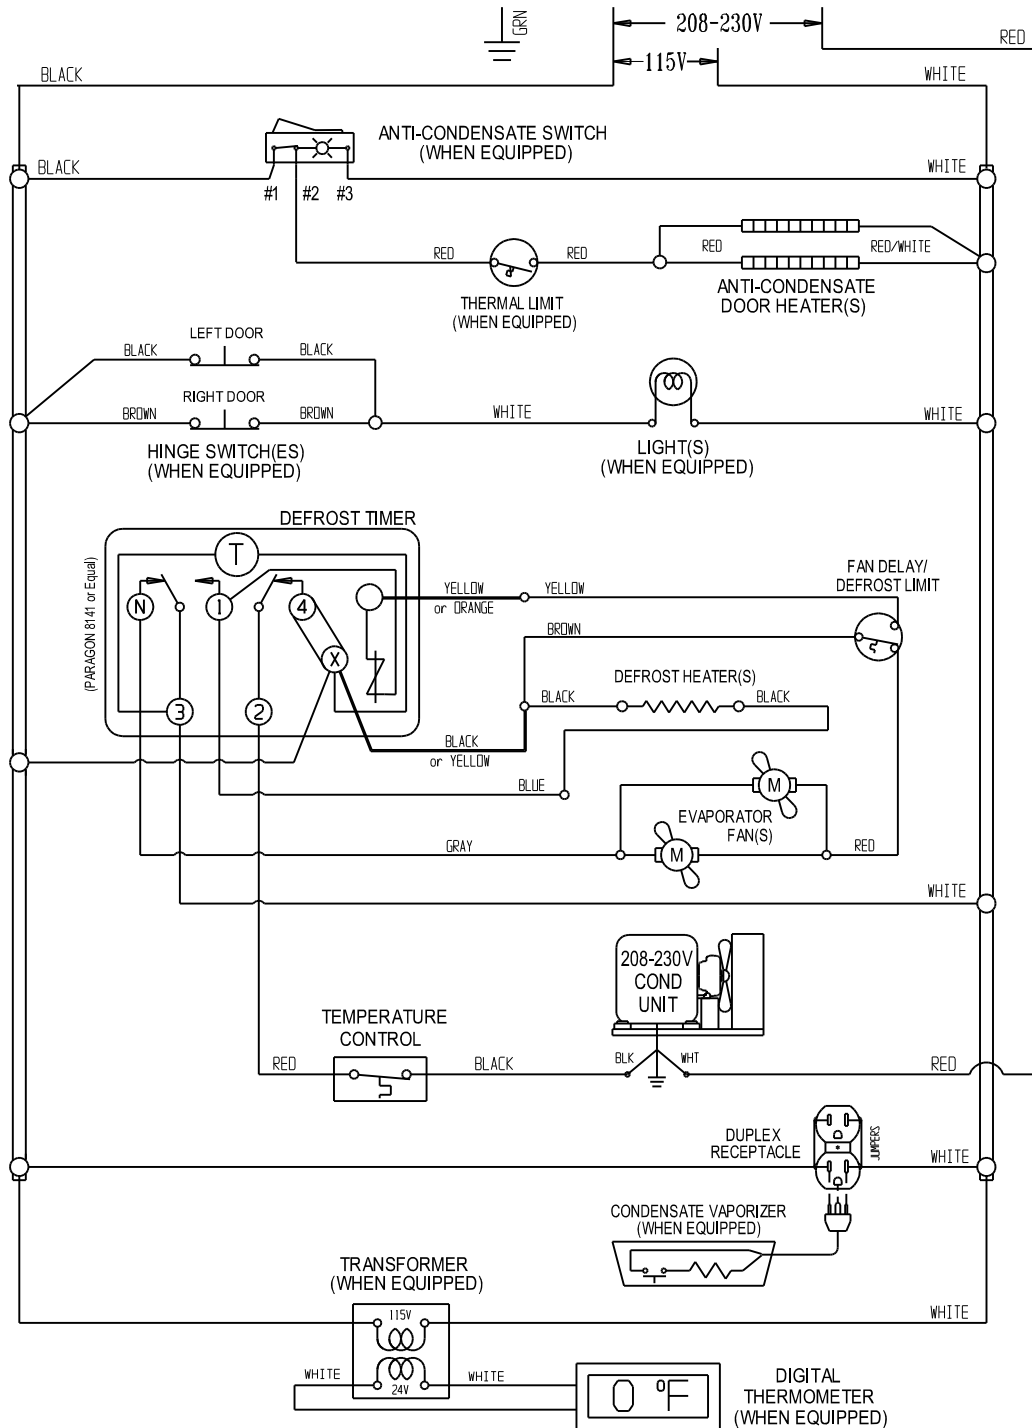 GRN
208-230V
RED
115V
BLACK
WHITE
ANTI-CONDENSATE SWITCH
(WHEN EQUIPPED)
BLACK
WHITE
#1 #2 #3
RED
RED
RED
RED/WHITE
THERMAL LIMIT
(WHEN EQUIPPED)
ANTI-CONDENSATE
DOOR HEATER(S)
LEFT DOOR
BLACK
BLACK
RIGHT DOOR
BROWN
BROWN
WHITE
WHITE
HINGE SWITCH(ES)
(WHEN EQUIPPED)
LIGHT(S)
(WHEN EQUIPPED)
DEFROST TIMER
(PARAGON 8141 or Equal)
T
N
1
4
X
3
2
YELLOW
or ORANGE
YELLOW
FAN DELAY/
DEFROST LIMIT
BROWN
DEFROST HEATER(S)
BLACK
BLACK
BLACK
or YELLOW
BLUE
M
EVAPORATOR
FAN(S)
GRAY
M
RED
WHITE
208-230V
COND
UNIT
TEMPERATURE
CONTROL
RED
BLACK
BLK
WHT
RED
DUPLEX
RECEPTACLE
JUMPERS
WHITE
CONDENSATE VAPORIZER
(WHEN EQUIPPED)
TRANSFORMER
(WHEN EQUIPPED)
115V
WHITE
WHITE
24V
WHITE
0 °F
DIGITAL
THERMOMETER
(WHEN EQUIPPED)